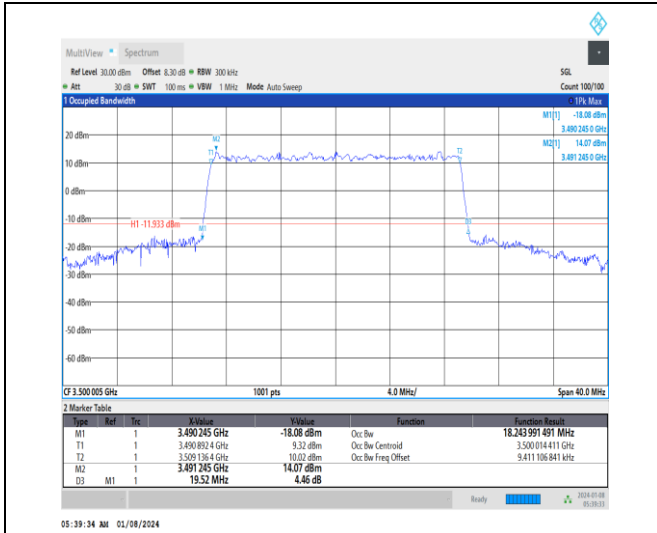 MultiView Spectrum
Ref Level 30.00 dBm Offset 8.30 dB RBW 300 kHz SGL
Att 30 dB SWT 100 ms VBW 1 MHz Mode Auto Sweep Count 100/100
1 Occupied Bandwidth 1Pk Max
M1[1] -18.08 dBm
3.490 245 0 GHz
M2[1] 14.07 dBm
3.491 245 0 GHz
20 dBm
M2
T1
T2
10 dBm
0 dBm
-10 dBm
H1 -11.933 dBm
M1
-20 dBm
-30 dBm
-40 dBm
-50 dBm
-60 dBm
CF 3.500 005 GHz 1001 pts 4.0 MHz/ Span 40.0 MHz
2 Marker Table
Type Ref Trc X-Value Y-Value Function Function Result
M1 1 3.490 245 GHz -18.08 dBm Occ Bw 18.243 991 491 MHz
T1 1 3.490 892 4 GHz 9.32 dBm Occ Bw Centroid 3.500 014 411 GHz
T2 1 3.509 136 4 GHz 10.02 dBm Occ Bw Freq Offset 9.411 106 841 kHz
M2 1 3.491 245 GHz 14.07 dBm
D3 M1 1 19.52 MHz 4.46 dB
Ready 2024-01-08
05:39:33
05:39:34 AM 01/08/2024